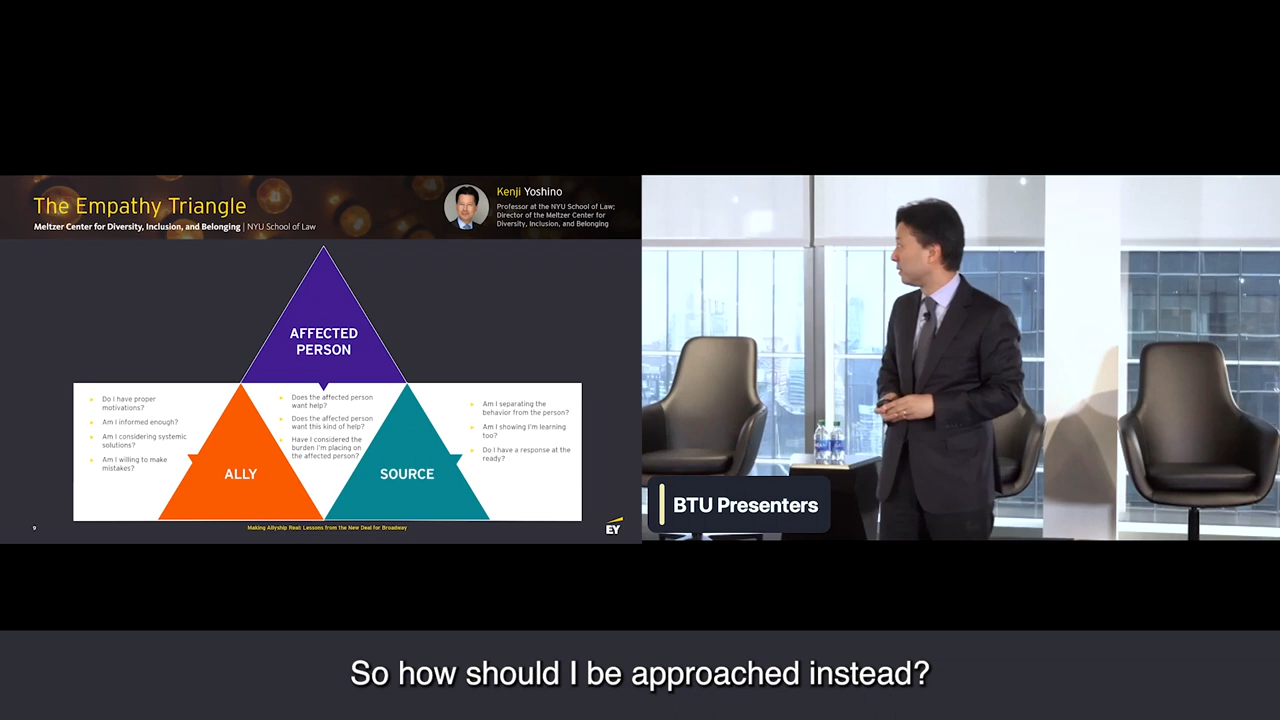 The Empathy Triangle
Meltzer Center for Diversity, Inclusion, and Belonging | NYU School of Law
Kenji Yoshino
Professor at the NYU School of Law;
Director of the Meltzer Center for
Diversity, Inclusion, and Belonging
AFFECTED
PERSON
Do I have proper
motivations?
Am I informed enough?
Am I considering systemic
solutions?
Am I willing to make
mistakes?
ALLY
Does the affected person
want help?
Does the affected person
want this kind of help?
Have I considered the
burden I'm placing on
the affected person?
SOURCE
Am I separating the
behavior from the person?
Am I showing I'm learning
too?
Do I have a response at the
ready?
9
Making Allyship Real: Lessons from the New Deal for Broadway
EY
BTU Presenters
So how should I be approached instead?